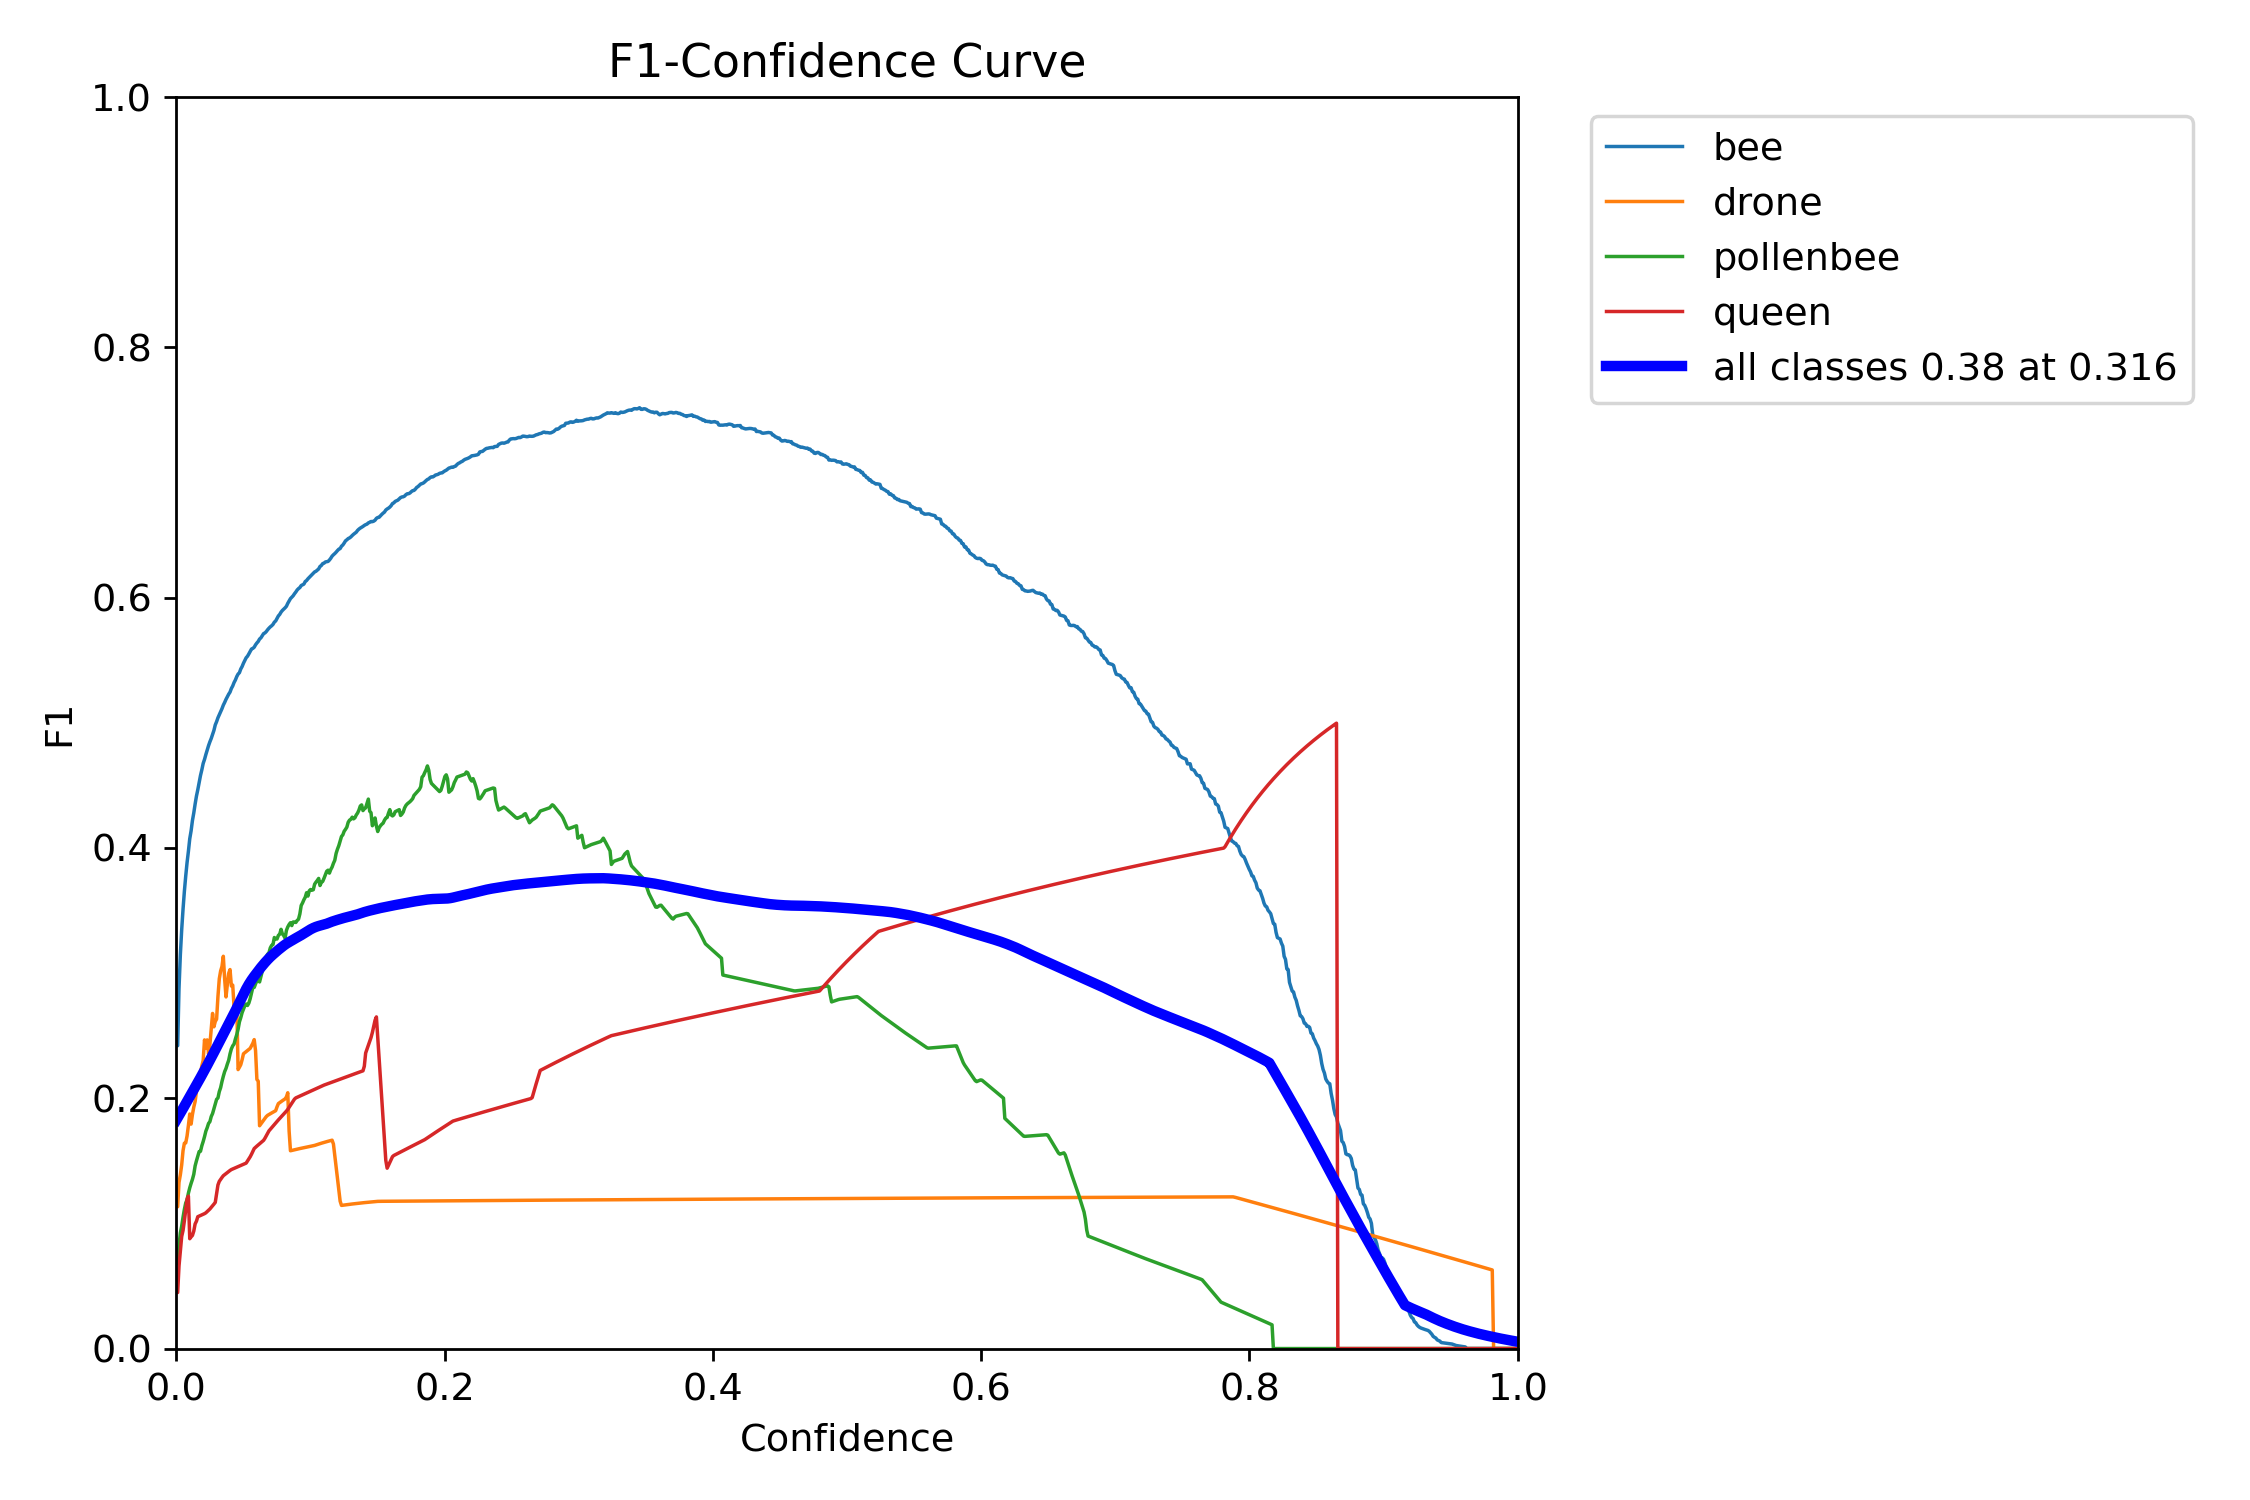 F1-Confidence Curve
1.0
0.8
0.6
0.4
0.2
0.0
F1
0.0 0.2 0.4 0.6 0.8 1.0
Confidence
bee
drone
pollenbee
queen
all classes 0.38 at 0.316